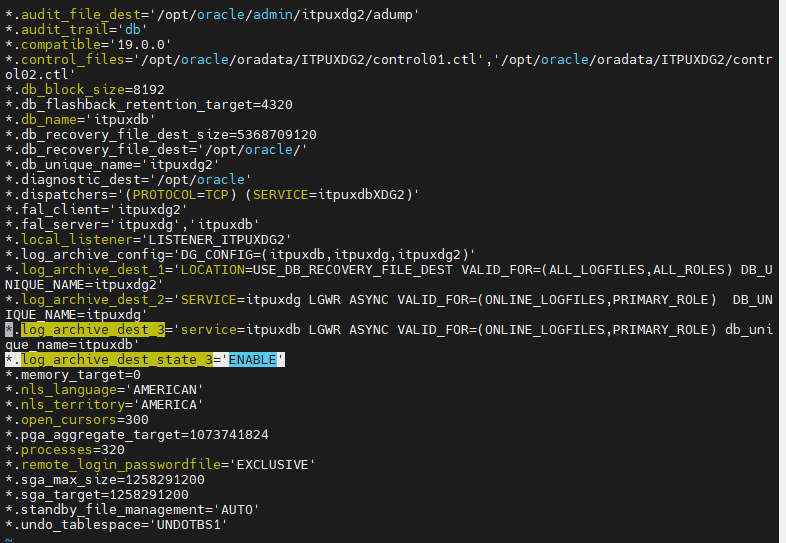 *.audit_file_dest='/opt/oracle/admin/itpuxdg2/adump'
*.audit_trail='db'
*.compatible='19.0.0'
*.control_files='/opt/oracle/oradata/ITPUXDG2/control01.ctl','/opt/oracle/oradata/ITPUXDG2/cont
rol02.ctl'
*.db_block_size=8192
*.db_flashback_retention_target=4320
*.db_name='itpuxdb'
*.db_recovery_file_dest_size=5368709120
*.db_recovery_file_dest='/opt/oracle/'
*.db_unique_name='itpuxdg2'
*.diagnostic_dest='/opt/oracle'
*.dispatchers='(PROTOCOL=TCP) (SERVICE=itpuxdbXDG2)'
*.fal_client='itpuxdg2'
*.fal_server='itpuxdg','itpuxdb'
*.local_listener='LISTENER_ITPUXDG2'
*.log_archive_config='DG_CONFIG=(itpuxdb,itpuxdg,itpuxdg2)'
*.log_archive_dest_1='LOCATION=USE_DB_RECOVERY_FILE_DEST VALID_FOR=(ALL_LOGFILES,ALL_ROLES) DB_U
NIQUE_NAME=itpuxdg2'
*.log_archive_dest_2='SERVICE=itpuxdg LGWR ASYNC VALID_FOR=(ONLINE_LOGFILES,PRIMARY_ROLE)  DB_UN
IQUE_NAME=itpuxdg'
*.log_archive_dest_3='service=itpuxdb LGWR ASYNC VALID_FOR=(ONLINE_LOGFILES,PRIMARY_ROLE) db_uni
que_name=itpuxdb'
*.log_archive_dest_state_3='ENABLE'
*.memory_target=0
*.nls_language='AMERICAN'
*.nls_territory='AMERICA'
*.open_cursors=300
*.pga_aggregate_target=1073741824
*.processes=320
*.remote_login_passwordfile='EXCLUSIVE'
*.sga_max_size=1258291200
*.sga_target=1258291200
*.standby_file_management='AUTO'
*.undo_tablespace='UNDOTBS1'
~